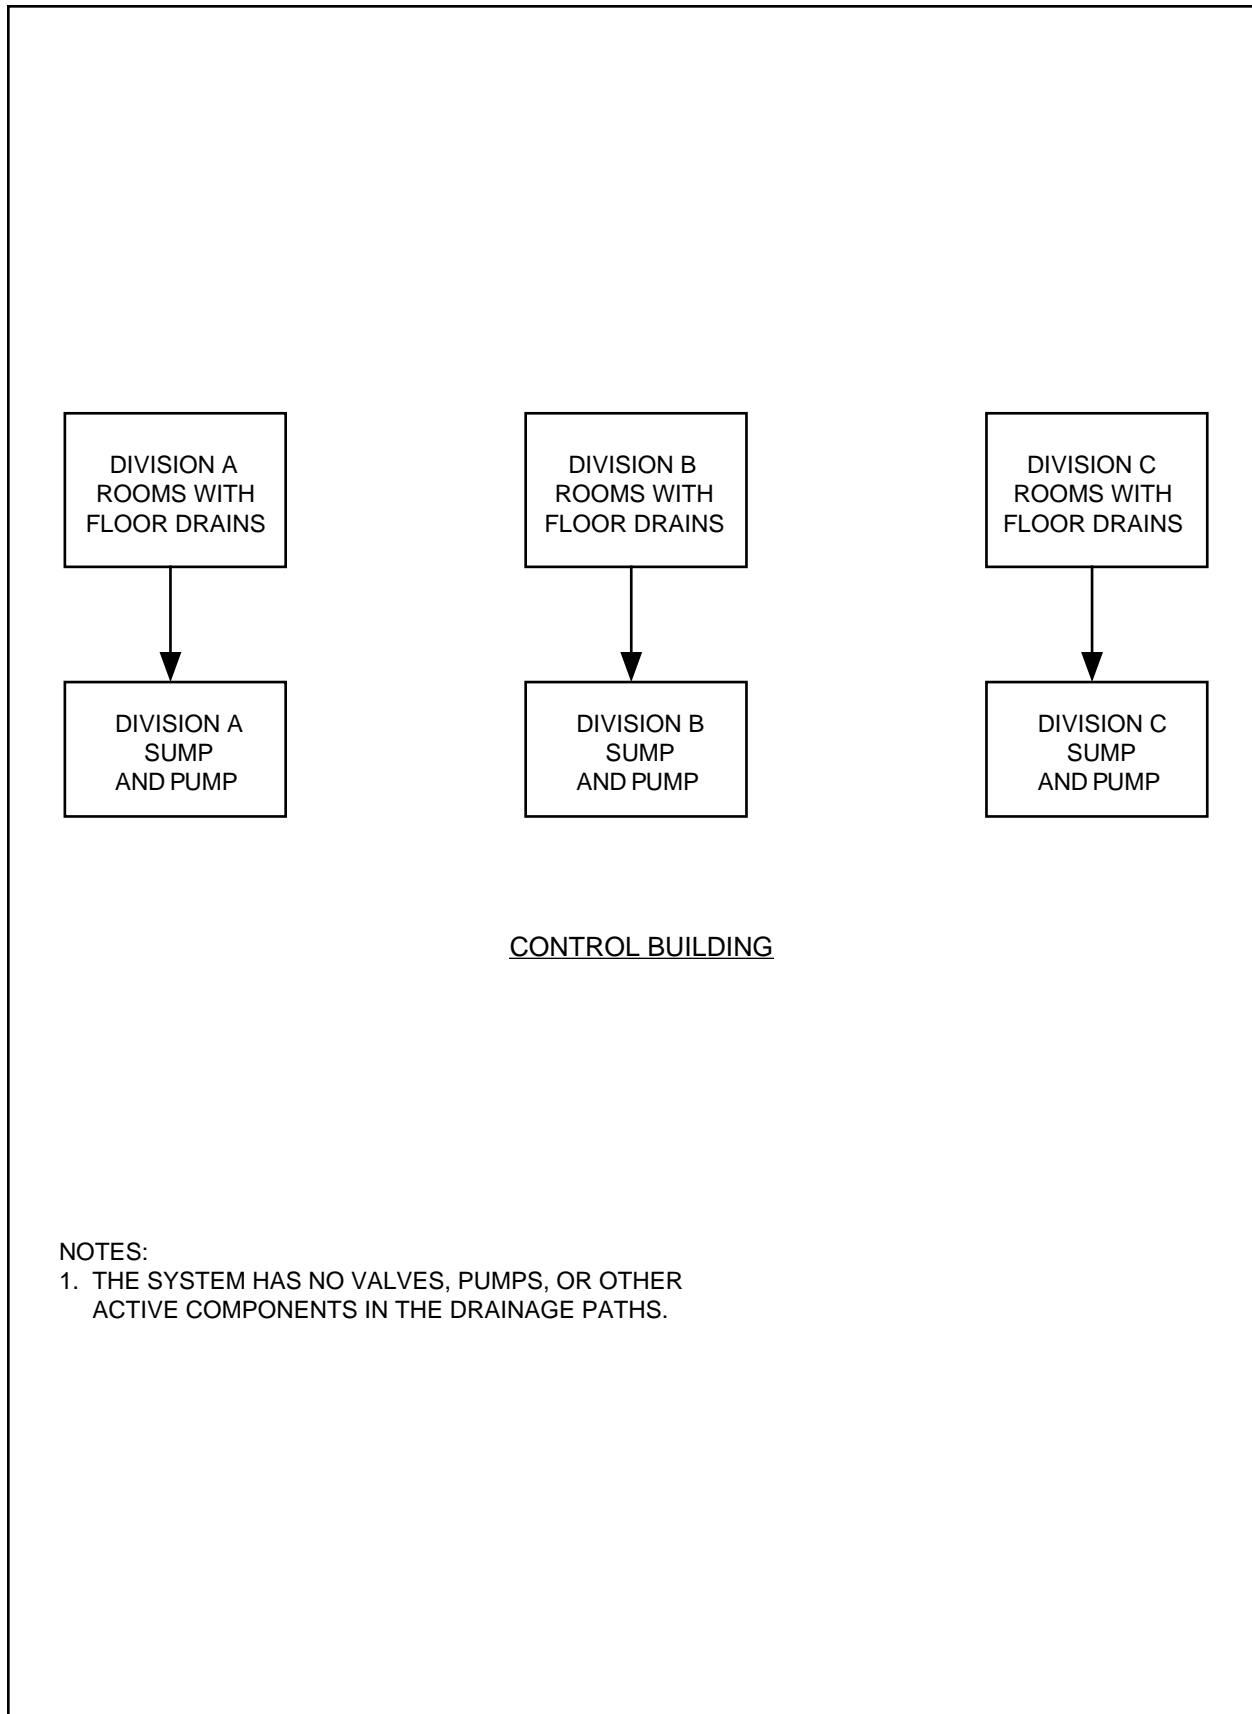 DIVISION A
ROOMS WITH
FLOOR DRAINS
DIVISION B
ROOMS WITH
FLOOR DRAINS
DIVISION C
ROOMS WITH
FLOOR DRAINS
DIVISION A
SUMP
AND PUMP
DIVISION B
SUMP
AND PUMP
DIVISION C
SUMP
AND PUMP
CONTROL BUILDING
NOTES:
1. THE SYSTEM HAS NO VALVES, PUMPS, OR OTHER
ACTIVE COMPONENTS IN THE DRAINAGE PATHS.